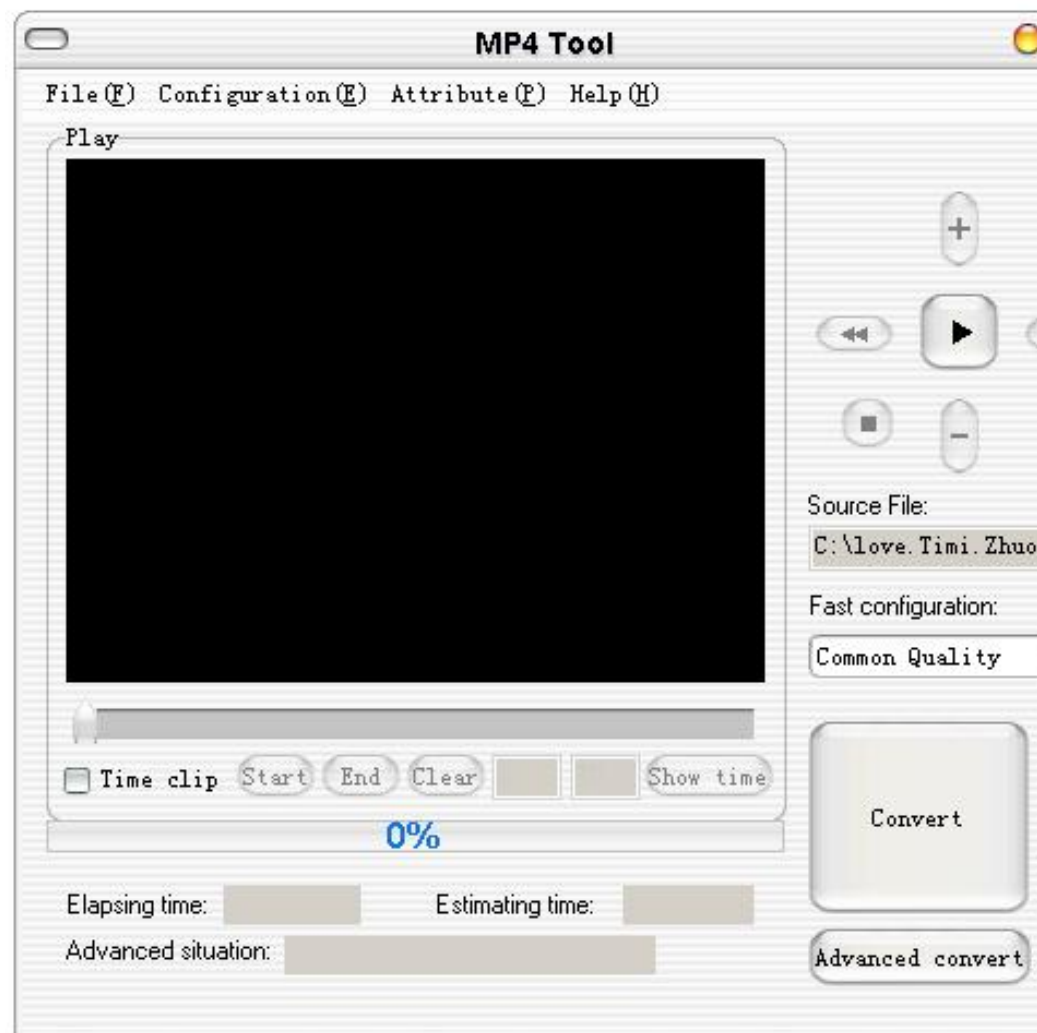 MP4 Tool
File(F) Configuration(E) Attribute(P) Help(H)
Play
Source File:
C:\love.Timi.Zhuo
Fast configuration:
Common Quality
Time clip Start End Clear Show time
Convert
0%
Elapsing time: Estimating time:
Advanced situation:
Advanced convert